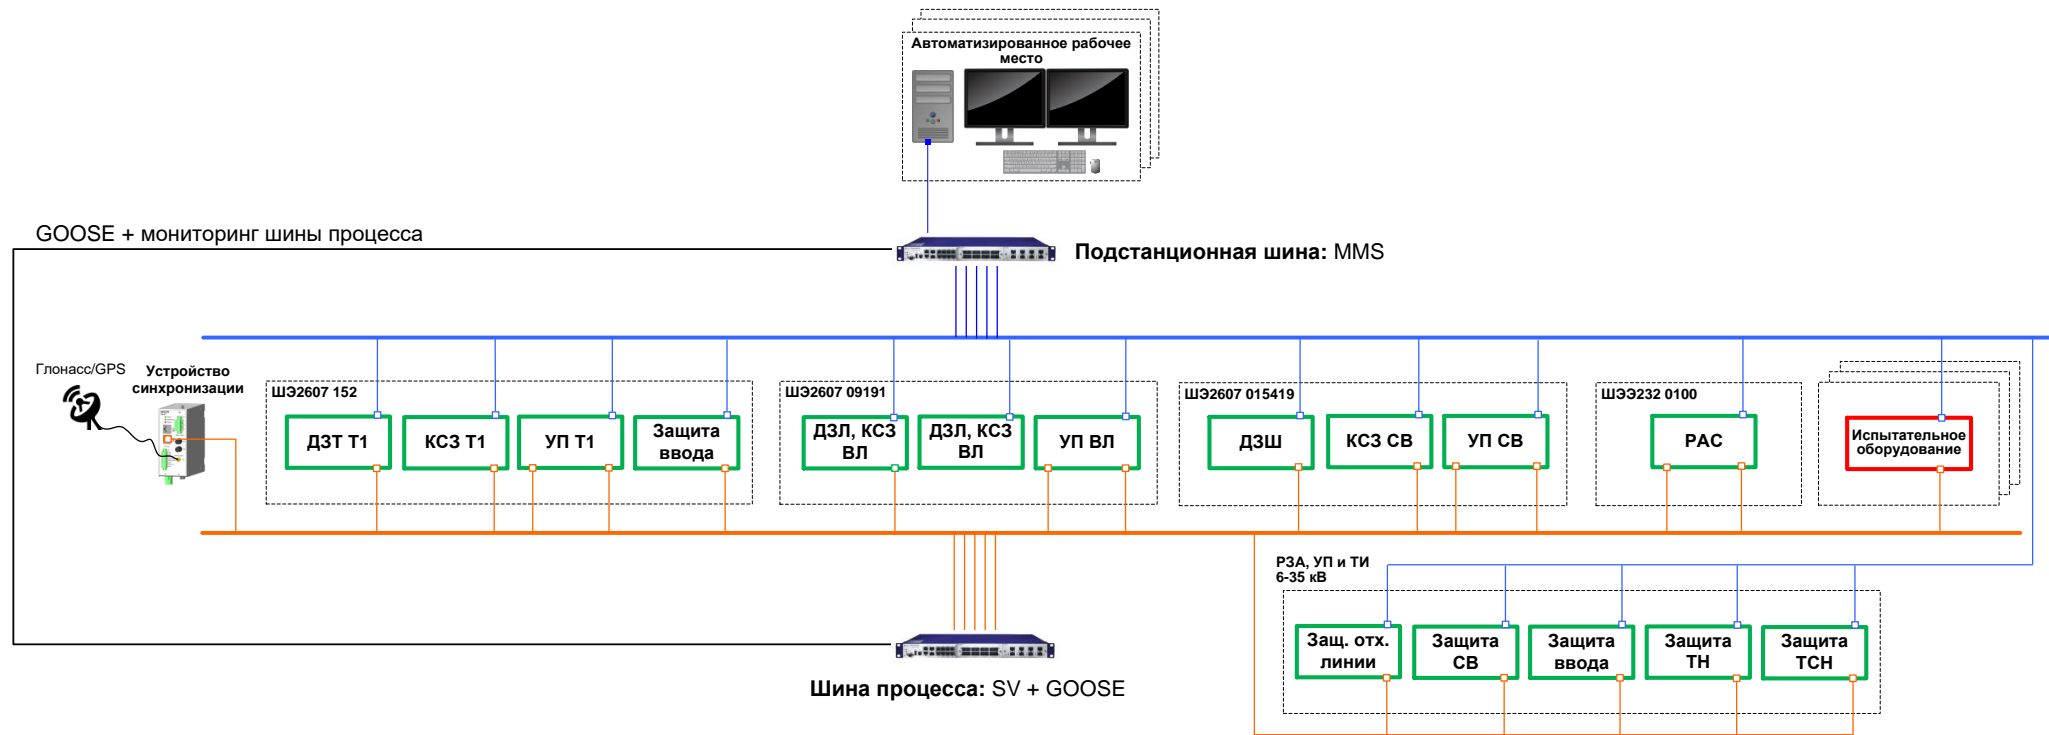 Автоматизированное рабочее
место
GOOSE + мониторинг шины процесса
Подстанционная шина: MMS
Глонасс/GPS
Устройство
синхронизации
ШЭ2607 152
ДЗТ Т1
КСЗ Т1
УП Т1
Защита
ввода
ШЭ2607 09191
ДЗЛ, КСЗ
ВЛ
ДЗЛ, КСЗ
ВЛ
УП ВЛ
ШЭ2607 015419
ДЗШ
КСЗ СВ
УП СВ
ШЭЭ232 0100
РАС
Испытательное
оборудование
РЗА, УП и ТИ
6-35 кВ
Защ. отх.
линии
Защита
СВ
Защита
ввода
Защита
ТН
Защита
ТСН
Шина процесса: SV + GOOSE